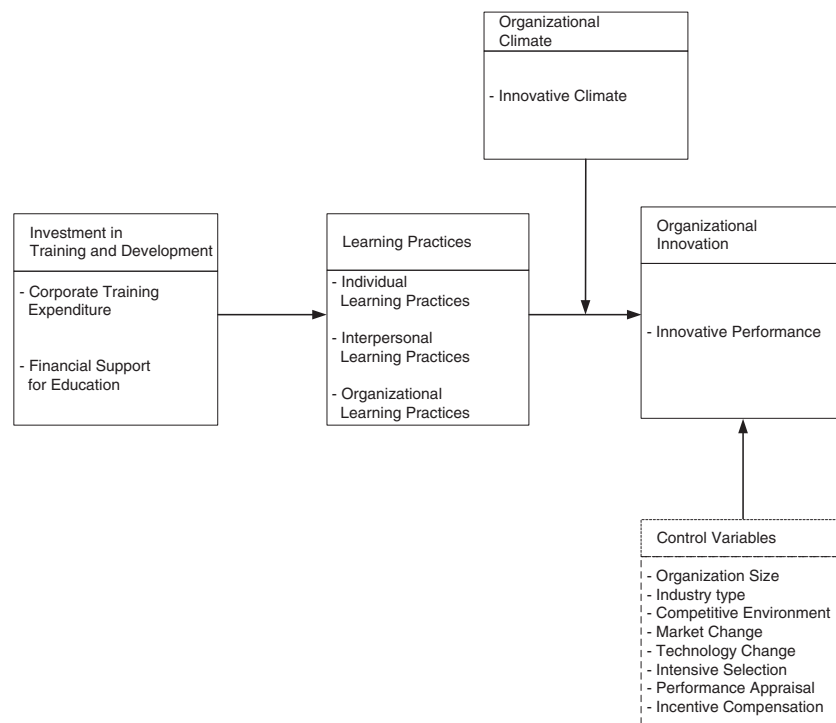 Organizational
Climate
- Innovative Climate
Investment in
Training and Development
- Corporate Training
Expenditure
- Financial Support
for Education
Learning Practices
- Individual
Learning Practices
- Interpersonal
Learning Practices
- Organizational
Learning Practices
Organizational
Innovation
- Innovative Performance
Control Variables
- Organization Size
- Industry type
- Competitive Environment
- Market Change
- Technology Change
- Intensive Selection
- Performance Appraisal
- Incentive Compensation